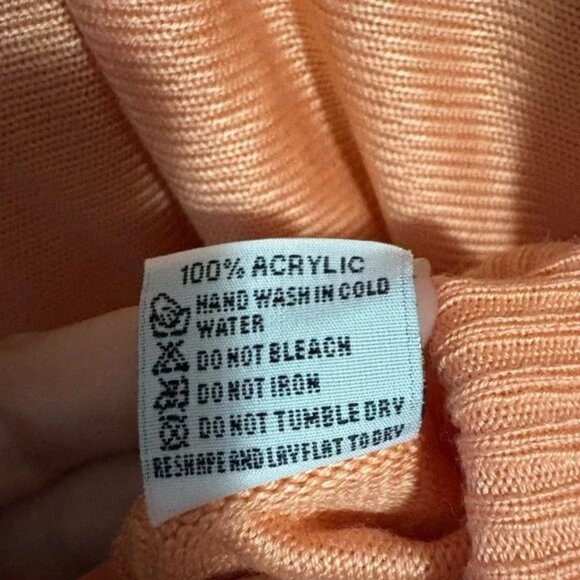 100% ACRYLIC
HAND WASH IN COLD
WATER
DO NOT BLEACH
DO NOT IRON
DO NOT TUMBLE DRY
RESHAPE AND LAY FLAT TO DRY